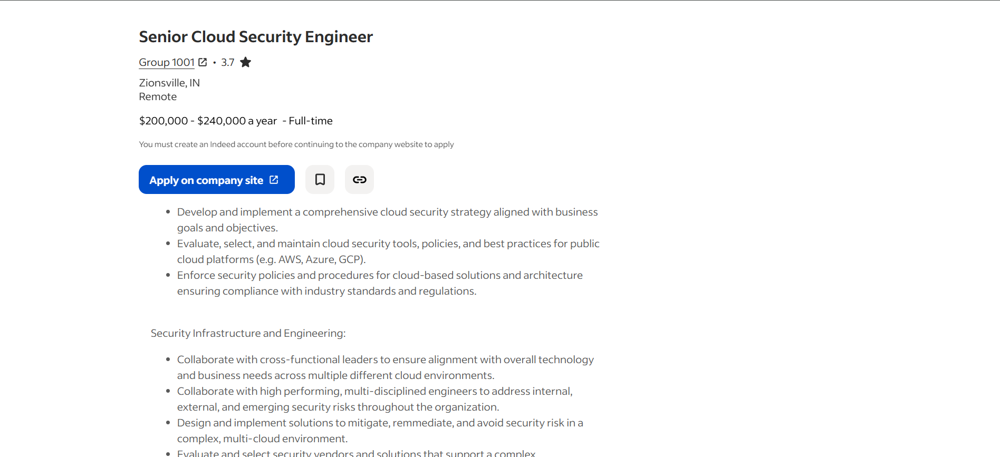 Senior Cloud Security Engineer
Group 1001 • 3.7
Zionsville, IN
Remote
$200,000 - $240,000 a year - Full-time
You must create an Indeed account before continuing to the company website to apply
Apply on company site
• Develop and implement a comprehensive cloud security strategy aligned with business
goals and objectives.
• Evaluate, select, and maintain cloud security tools, policies, and best practices for public
cloud platforms (e.g. AWS, Azure, GCP).
• Enforce security policies and procedures for cloud-based solutions and architecture
ensuring compliance with industry standards and regulations.
Security Infrastructure and Engineering:
• Collaborate with cross-functional leaders to ensure alignment with overall technology
and business needs across multiple different cloud environments.
• Collaborate with high performing, multi-disciplined engineers to address internal,
external, and emerging security risks throughout the organization.
• Design and implement solutions to mitigate, remmediate, and avoid security risk in a
complex, multi-cloud environment.
• Evaluate and select security vendors and solutions that support a complex